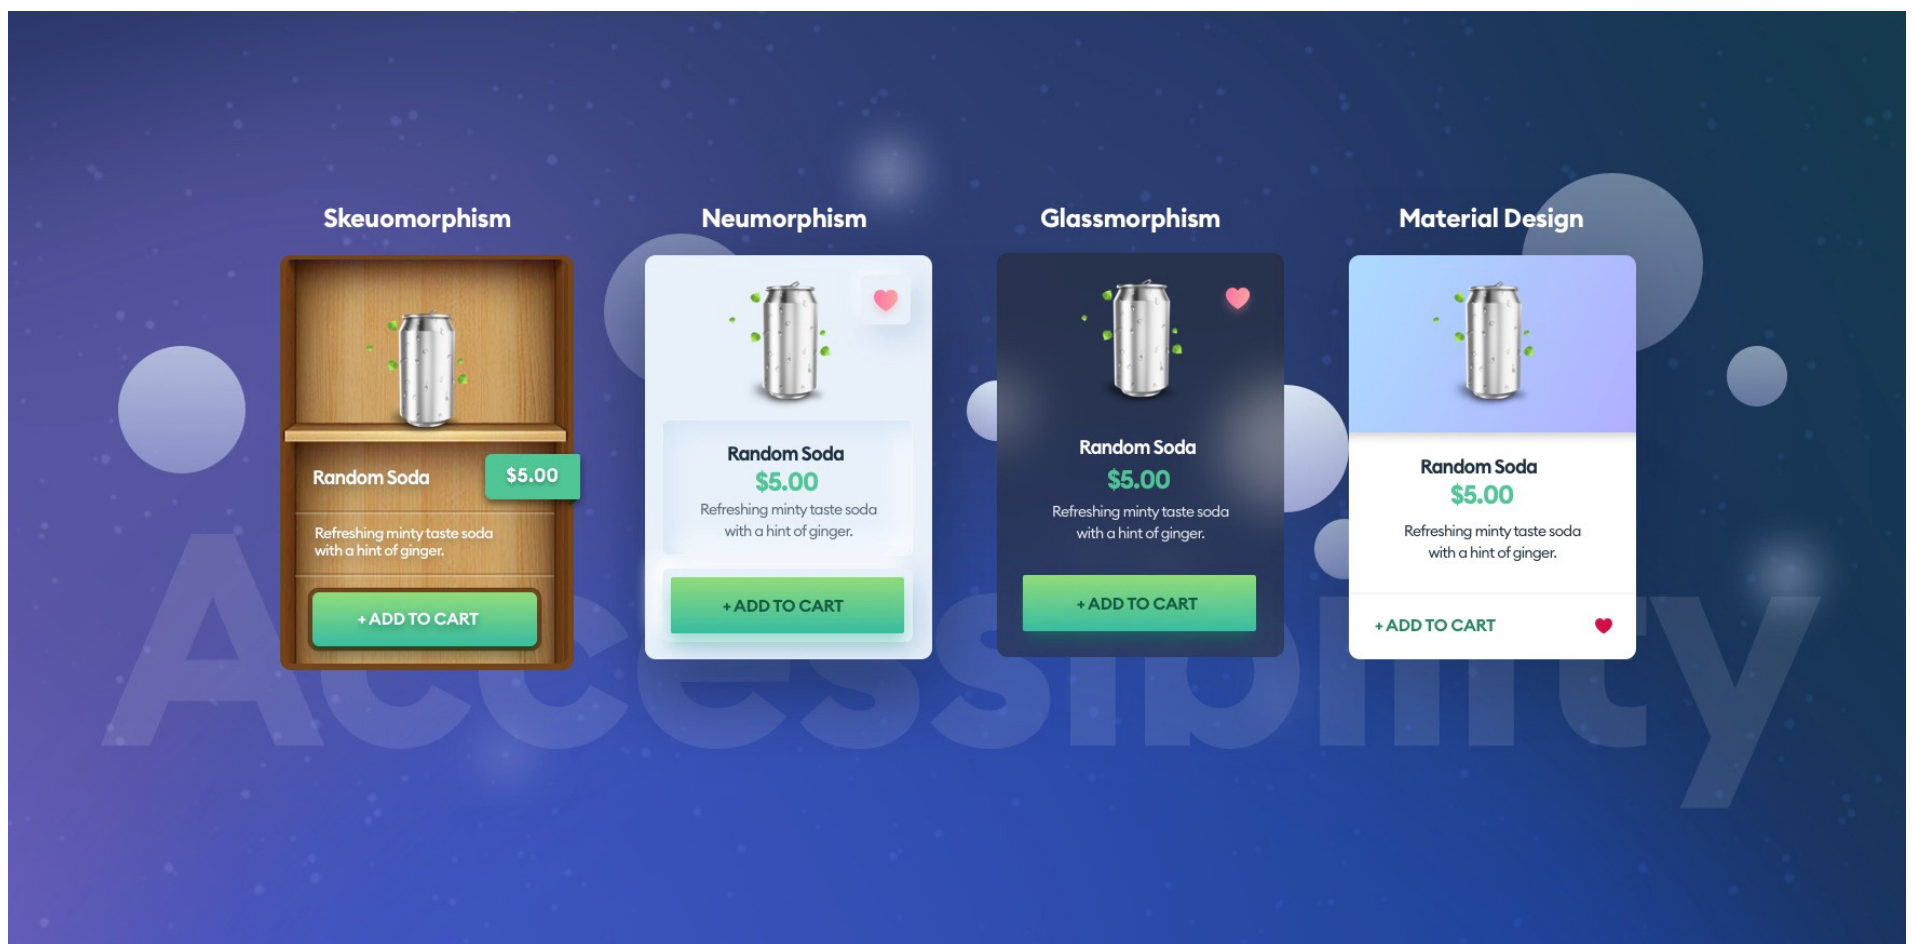 Skeuomorphism
Neumorphism
Glassmorphism
Material Design
Random Soda
$5.00
Refreshing minty taste soda
with a hint of ginger.
+ ADD TO CART
Random Soda
$5.00
Refreshing minty taste soda
with a hint of ginger.
+ ADD TO CART
Random Soda
$5.00
Refreshing minty taste soda
with a hint of ginger.
+ ADD TO CART
Random Soda
$5.00
Refreshing minty taste soda
with a hint of ginger.
+ ADD TO CART
Accessibility